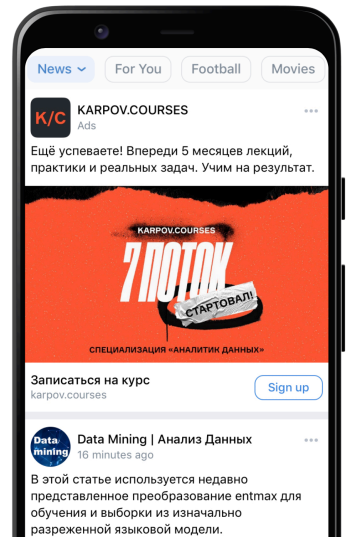 News
For You
Football
Movies
K/C
KARPOV.COURSES
Ads
Ещё успеваете! Впереди 5 месяцев лекций,
практики и реальных задач. Учим на результат.
KARPOV.COURSES
7 ПОТОК
СТАРТОВАЛ!
СПЕЦИАЛИЗАЦИЯ «АНАЛИТИК ДАННЫХ»
Записаться на курс
karpov.courses
Sign up
Data
mining
Data Mining | Анализ Данных
16 minutes ago
В этой статье используется недавно
представленное преобразование entmax для
обучения и выборки из изначально
разреженной языковой модели.